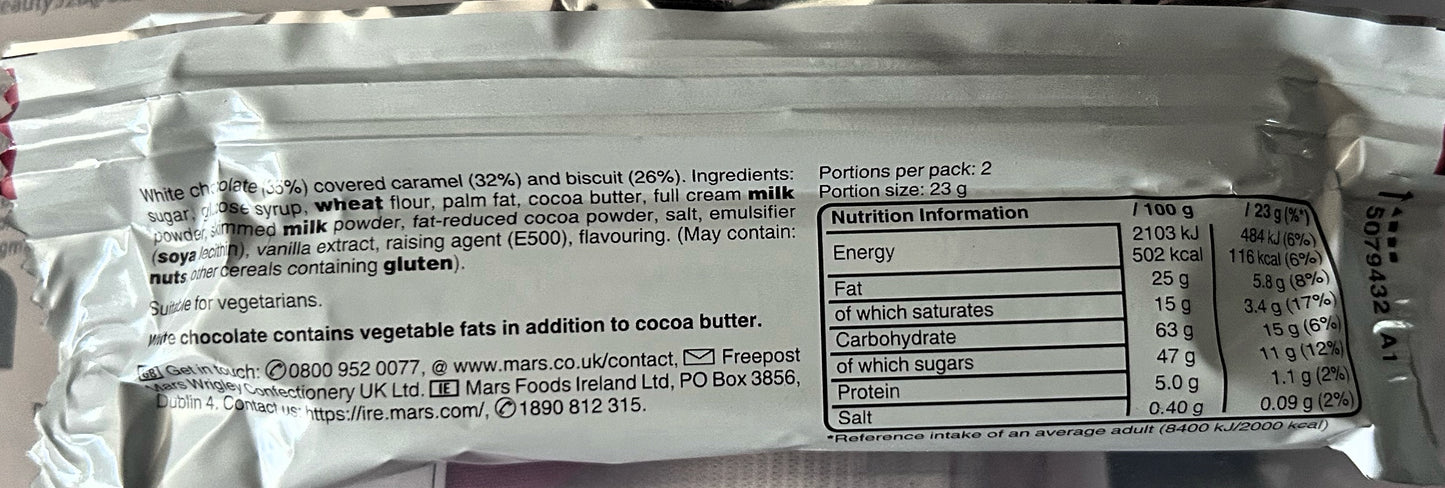 White chocolate (35%) covered caramel (32%) and biscuit (26%). Ingredients:
sugar, glucose syrup, wheat flour, palm fat, cocoa butter, full cream milk
powder, skimmed milk powder, fat-reduced cocoa powder, salt, emulsifier
(soya lecithin), vanilla extract, raising agent (E500), flavouring. (May contain:
nuts other cereals containing gluten).
Suitable for vegetarians.
White chocolate contains vegetable fats in addition to cocoa butter.
GB Get in touch: 0800 952 0077, @ www.mars.co.uk/contact, Freepost
Mars Wrigley Confectionery UK Ltd. IE Mars Foods Ireland Ltd, PO Box 3856,
Dublin 4. Contact us: https://ire.mars.com/, 1890 812 315.
Portions per pack: 2
Portion size: 23 g
Nutrition Information / 100 g / 23 g (%*)
Energy 2103 kJ 484 kJ (6%)
502 kcal 116 kcal (6%)
Fat 25 g 5.8 g (8%)
of which saturates 15 g 3.4 g (17%)
Carbohydrate 63 g 15 g (6%)
of which sugars 47 g 11 g (12%)
Protein 5.0 g 1.1 g (2%)
Salt 0.40 g 0.09 g (2%)
*Reference intake of an average adult (8400 kJ/2000 kcal)
5079432 A1